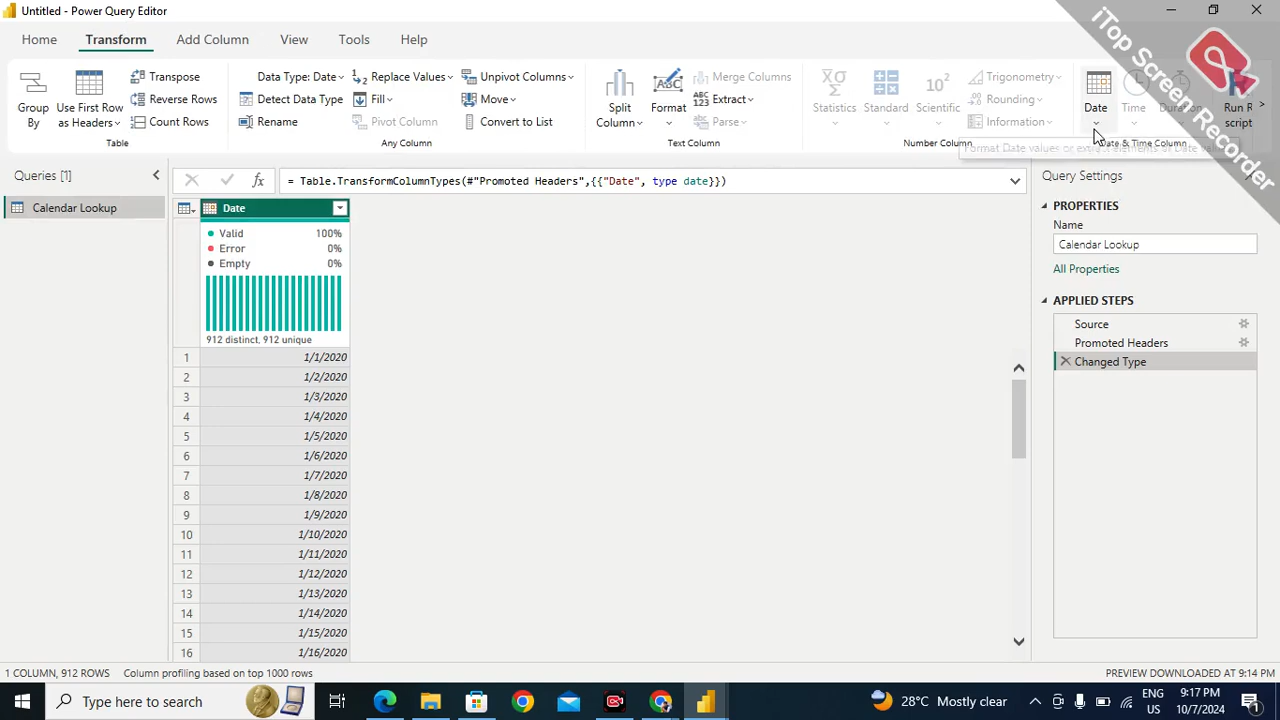 Untitled - Power Query Editor
Home
Transform
Add Column
View
Tools
Help
Group By
Use First Row as Headers
Transpose
Reverse Rows
Count Rows
Table
Data Type: Date
Detect Data Type
Rename
Replace Values
Fill
Pivot Column
Unpivot Columns
Move
Convert to List
Any Column
Split Column
Format
Merge Columns
ABC 123
Extract
Parse
Text Column
Statistics
Standard
10²
Scientific
Trigonometry
Rounding
Information
Number Column
Date
Time
Duration
Date & Time Column
Run R script
iTop Screen Recorder
Queries [1]
Calendar Lookup
fx
= Table.TransformColumnTypes(#"Promoted Headers",{{"Date", type date}})
Date
Valid 100%
Error 0%
Empty 0%
912 distinct, 912 unique
1 1/1/2020
2 1/2/2020
3 1/3/2020
4 1/4/2020
5 1/5/2020
6 1/6/2020
7 1/7/2020
8 1/8/2020
9 1/9/2020
10 1/10/2020
11 1/11/2020
12 1/12/2020
13 1/13/2020
14 1/14/2020
15 1/15/2020
16 1/16/2020
Query Settings
PROPERTIES
Name
Calendar Lookup
All Properties
APPLIED STEPS
Source
Promoted Headers
Changed Type
1 COLUMN, 912 ROWS
Column profiling based on top 1000 rows
PREVIEW DOWNLOADED AT 9:14 PM
Type here to search
28°C Mostly clear
ENG
US
9:17 PM
10/7/2024